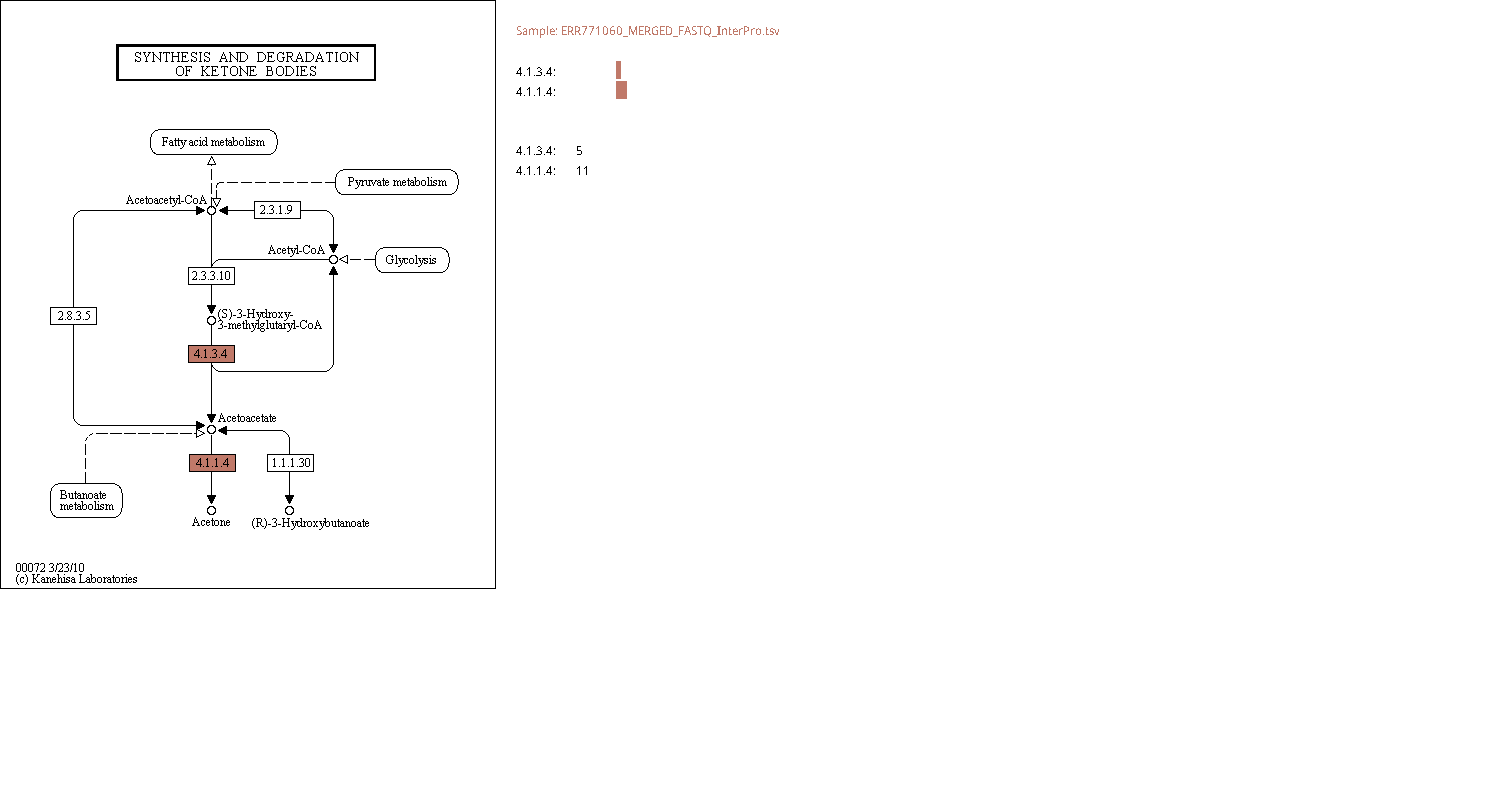 SYNTHESIS AND DEGRADATION
OF KETONE BODIES
Fatty acid metabolism
Pyruvate metabolism
Acetoacetyl-CoA
2.3.1.9
Acetyl-CoA
Glycolysis
2.3.3.10
2.8.3.5
(S)-3-Hydroxy-
3-methylglutaryl-CoA
4.1.3.4
Acetoacetate
4.1.1.4
1.1.1.30
Butanoate
metabolism
Acetone
(R)-3-Hydroxybutanoate
00072 3/23/10
(c) Kanehisa Laboratories
Sample: ERR771060_MERGED_FASTQ_InterPro.tsv
4.1.3.4:
4.1.1.4:
4.1.3.4: 5
4.1.1.4: 11